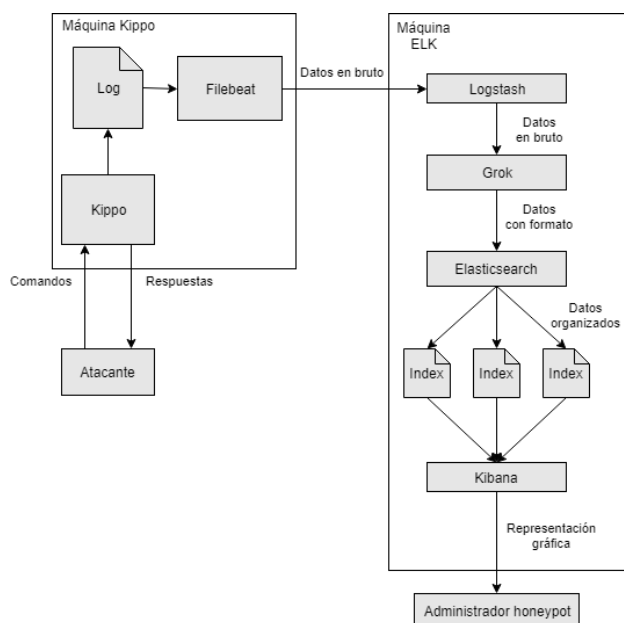 Máquina Kippo
Log
Filebeat
Kippo
Comandos
Respuestas
Atacante
Datos en bruto
Máquina
ELK
Logstash
Datos
en bruto
Grok
Datos
con formato
Elasticsearch
Datos
organizados
Index
Index
Index
Kibana
Representación
gráfica
Administrador honeypot